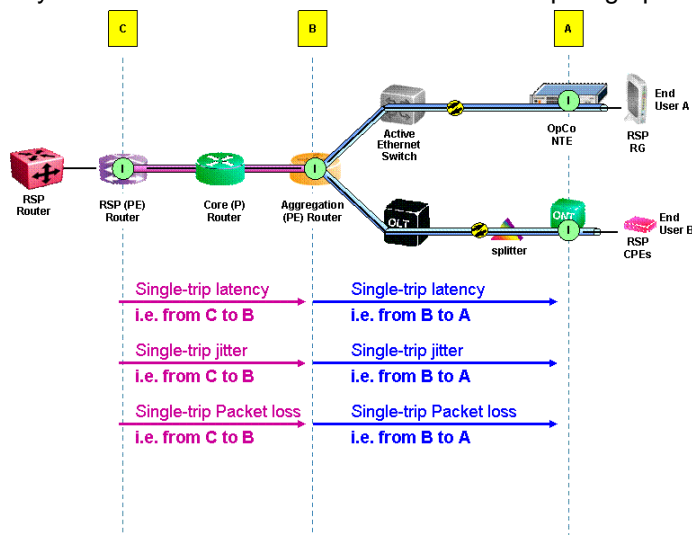 C
B
A
Active
Ethernet
Switch
I
OpCo
NTE
End
User A
RSP
RG
RSP
Router
I
RSP (PE)
Router
Core (P)
Router
I
Aggregation
(PE) Router
OLT
splitter
ONT
I
End
User B
RSP
CPEs
Single-trip latency
i.e. from C to B
Single-trip latency
i.e. from B to A
Single-trip jitter
i.e. from C to B
Single-trip jitter
i.e. from B to A
Single-trip Packet loss
i.e. from C to B
Single-trip Packet loss
i.e. from B to A